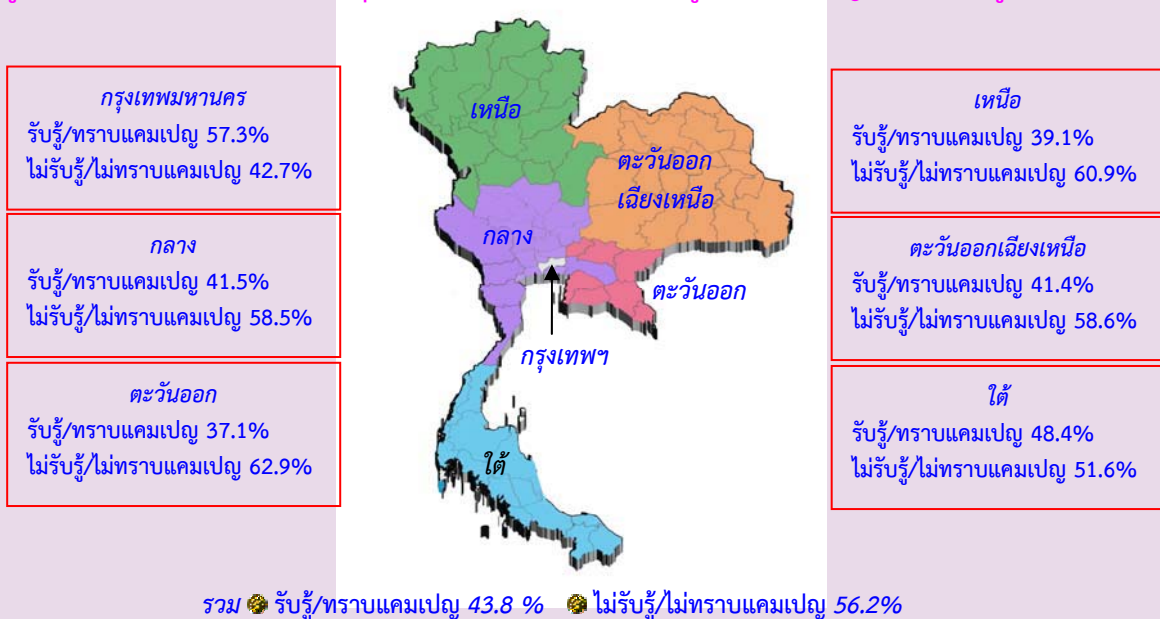 กรุงเทพมหานคร
รับรู้/ทราบแคมเปญ 57.3%
ไม่รับรู้/ไม่ทราบแคมเปญ 42.7%
กลาง
รับรู้/ทราบแคมเปญ 41.5%
ไม่รับรู้/ไม่ทราบแคมเปญ 58.5%
ตะวันออก
รับรู้/ทราบแคมเปญ 37.1%
ไม่รับรู้/ไม่ทราบแคมเปญ 62.9%
เหนือ
ตะวันออก
เฉียงเหนือ
กลาง
ตะวันออก
กรุงเทพฯ
ใต้
เหนือ
รับรู้/ทราบแคมเปญ 39.1%
ไม่รับรู้/ไม่ทราบแคมเปญ 60.9%
ตะวันออกเฉียงเหนือ
รับรู้/ทราบแคมเปญ 41.4%
ไม่รับรู้/ไม่ทราบแคมเปญ 58.6%
ใต้
รับรู้/ทราบแคมเปญ 48.4%
ไม่รับรู้/ไม่ทราบแคมเปญ 51.6%
รวม รับรู้/ทราบแคมเปญ 43.8 % ไม่รับรู้/ไม่ทราบแคมเปญ 56.2%